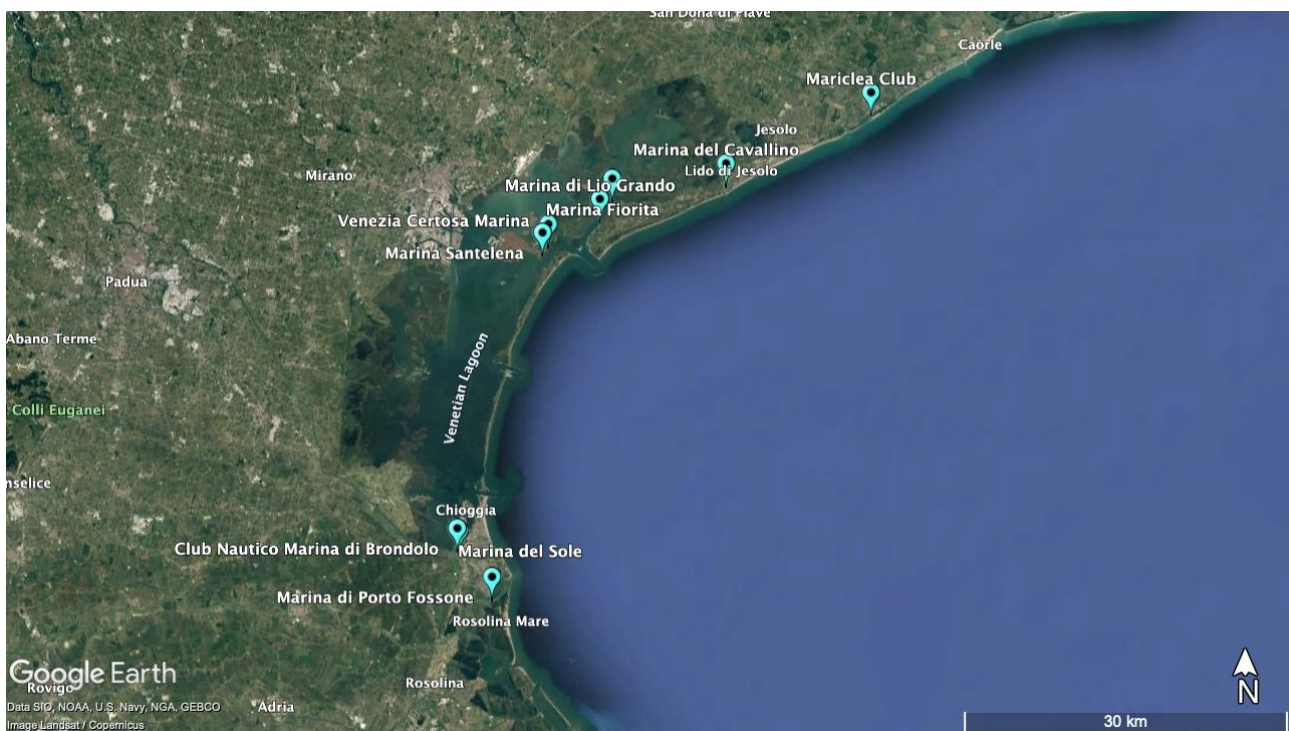 San Donà di Piave
Caorle
Mariclea Club
Jesolo
Marina del Cavallino
Lido di Jesolo
Mirano
Marina di Lio Grando
Marina Fiorita
Venezia Certosa Marina
Marina Santelena
Padua
Abano Terme
Venetian Lagoon
Colli Euganei
nselice
Chioggia
Club Nautico Marina di Brondolo
Marina del Sole
Marina di Porto Fossone
Rosolina Mare
Google Earth
Rovigo
Rosolina
Adria
Data SIO, NOAA, U.S. Navy, NGA, GEBCO
Image Landsat / Copernicus
N
30 km